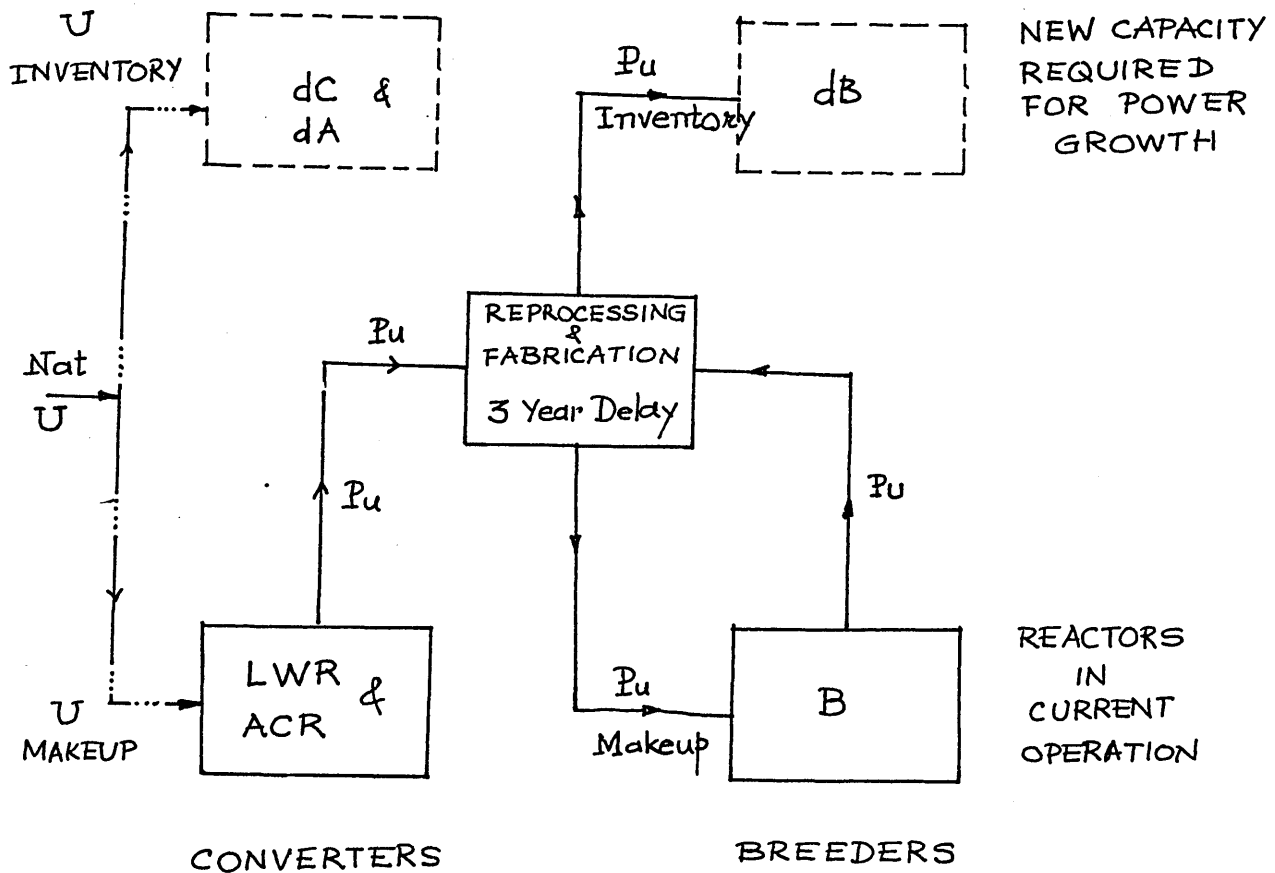 U
INVENTORY
dC &
dA
Pu
Inventory
dB
NEW CAPACITY
REQUIRED
FOR POWER
GROWTH
Nat
U
Pu
REPROCESSING
&
FABRICATION
3 Year Delay
Pu
Pu
U
MAKEUP
LWR &
ACR
Pu
Makeup
B
REACTORS
IN
CURRENT
OPERATION
CONVERTERS
BREEDERS